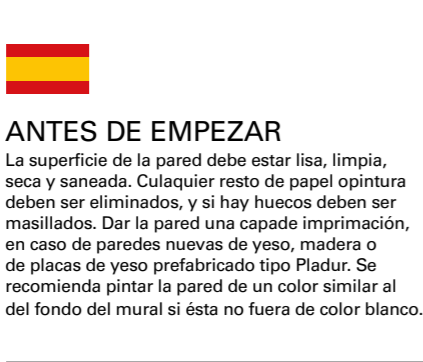 ANTES DE EMPEZAR
La superficie de la pared debe estar lisa, limpia,
seca y saneada. Culaquier resto de papel opintura
deben ser eliminados, y si hay huecos deben ser
masillados. Dar la pared una capade imprimación,
en caso de paredes nuevas de yeso, madera o
de placas de yeso prefabricado tipo Pladur. Se
recomienda pintar la pared de un color similar al
del fondo del mural si ésta no fuera de color blanco.